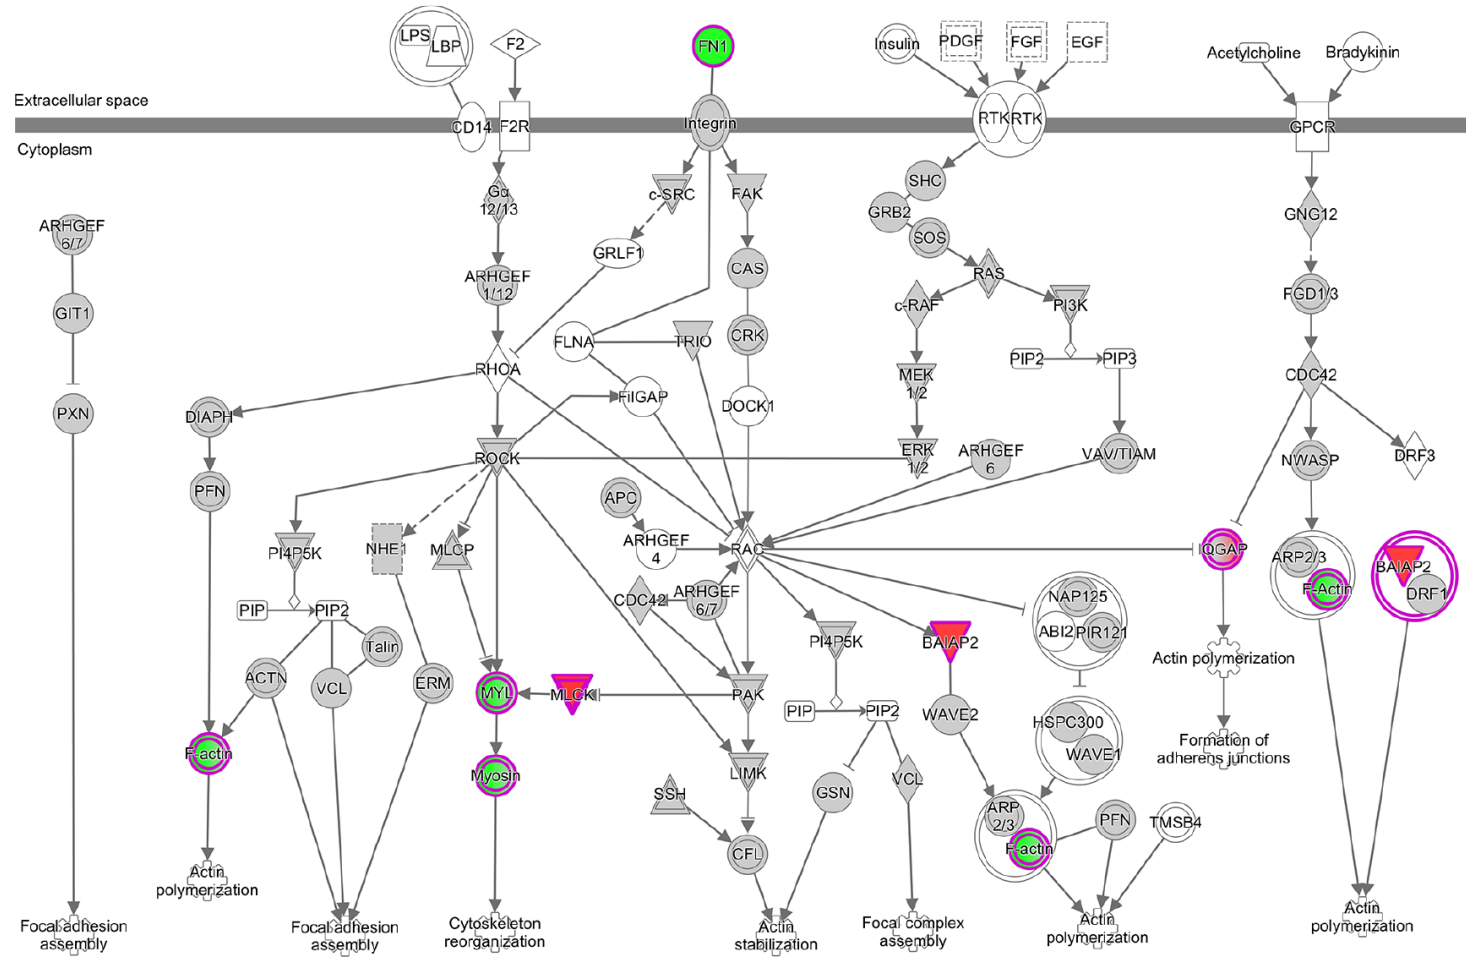 LPS
LBP
F2
FN1
Insulin
PDGF
FGF
EGF
Acetylcholine
Bradykinin
Extracellular space
CD14
F2R
Integrin
RTK
RTK
GPCR
Cytoplasm
Gα
12/13
c-SRC
FAK
SHC
GRB2
SOS
GNG12
ARHGEF
6/7
GRLF1
CAS
RAS
ARHGEF
1/12
c-RAF
PI3K
FGD1/3
GIT1
FLNA
TRIO
CRK
PIP2
PIP3
RHOA
MEK
1/2
CDC42
PXN
DIAPH
FilGAP
DOCK1
ROCK
ERK
1/2
ARHGEF
6
VAV/TIAM
NWASP
DRF3
PFN
APC
PI4P5K
NHE1
MLCP
ARHGEF
4
RAC
IQGAP
ARP2/3
F-Actin
BAIAP2
DRF1
CDC42
ARHGEF
6/7
NAP125
ABI2
PIR121
PIP
PIP2
Talin
PI4P5K
BAIAP2
Actin polymerization
ACTN
VCL
ERM
MYL
MLCK
PAK
PIP
PIP2
WAVE2
HSPC300
WAVE1
F-actin
Myosin
LIMK
SSH
GSN
VCL
Formation of
adherens junctions
ARP
2/3
F-actin
PFN
TMSB4
CFL
Actin
polymerization
Focal adhesion
assembly
Focal adhesion
assembly
Cytoskeleton
reorganization
Actin
stabilization
Focal complex
assembly
Actin
polymerization
Actin
polymerization